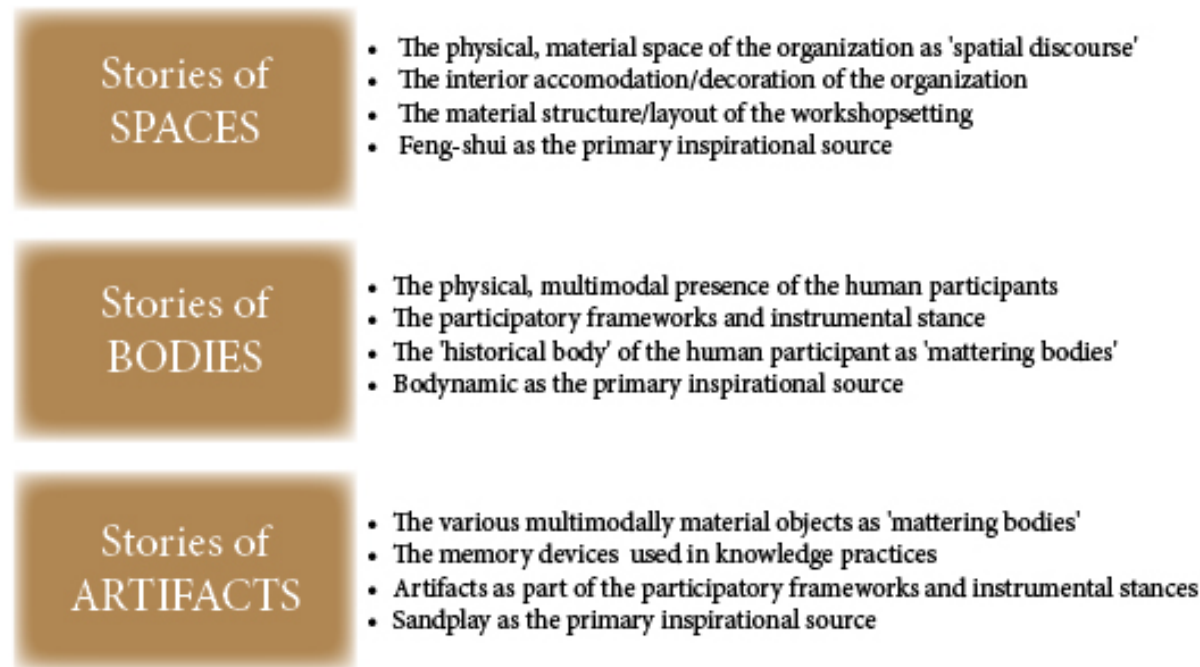 Stories of
SPACES
• The physical, material space of the organization as 'spatial discourse'
• The interior accomodation/decoration of the organization
• The material structure/layout of the workshopsetting
• Feng-shui as the primary inspirational source
Stories of
BODIES
• The physical, multimodal presence of the human participants
• The participatory frameworks and instrumental stance
• The 'historical body' of the human participant as 'mattering bodies'
• Bodynamic as the primary inspirational source
Stories of
ARTIFACTS
• The various multimodally material objects as 'mattering bodies'
• The memory devices used in knowledge practices
• Artifacts as part of the participatory frameworks and instrumental stances
• Sandplay as the primary inspirational source